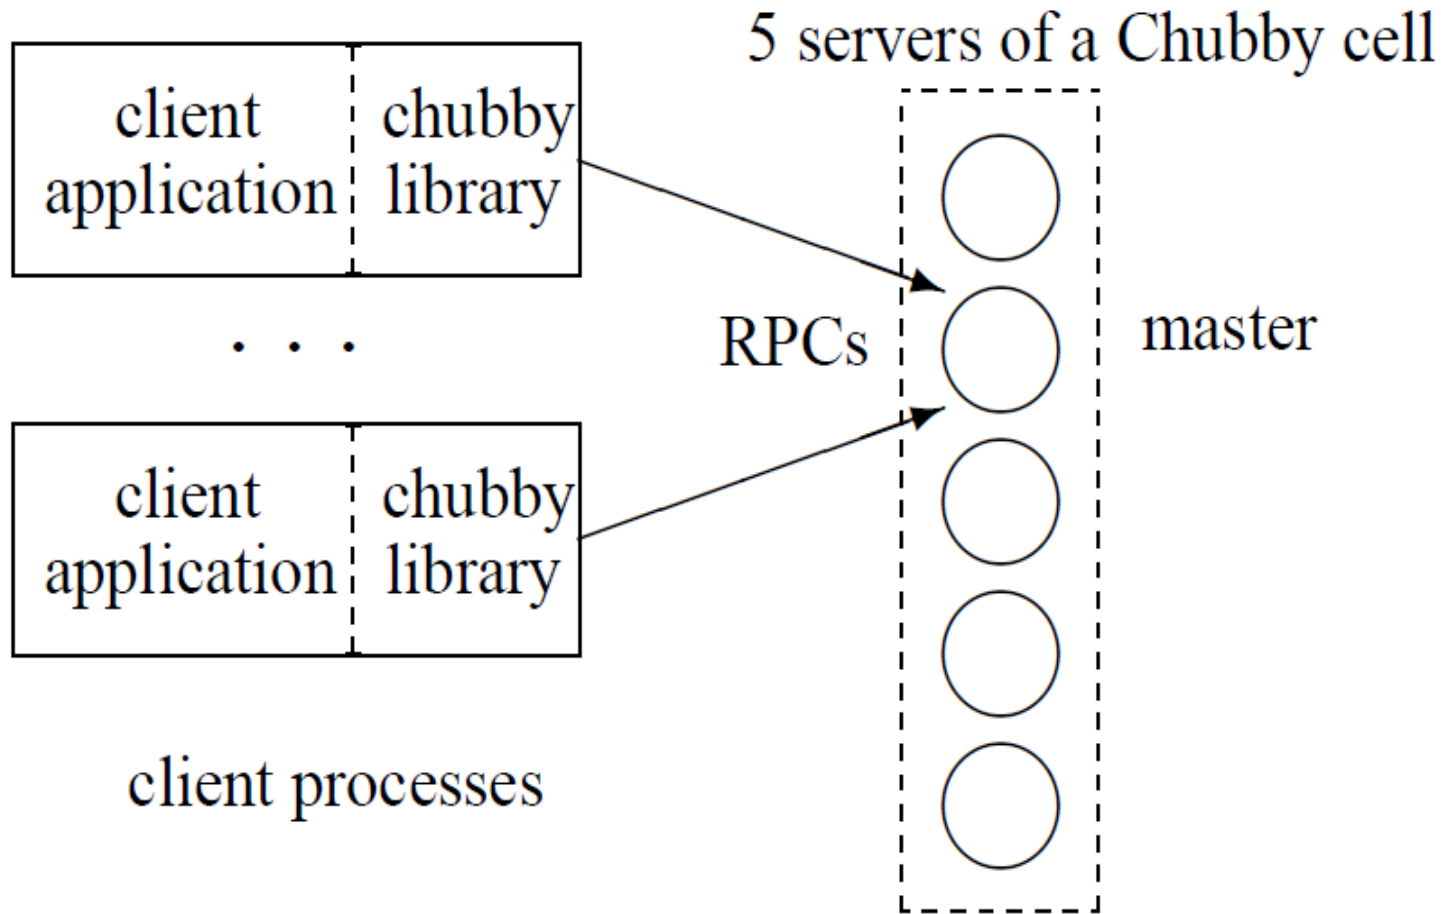 5 servers of a Chubby cell
client
application
chubby
library
. . .
RPCs
master
client
application
chubby
library
client processes